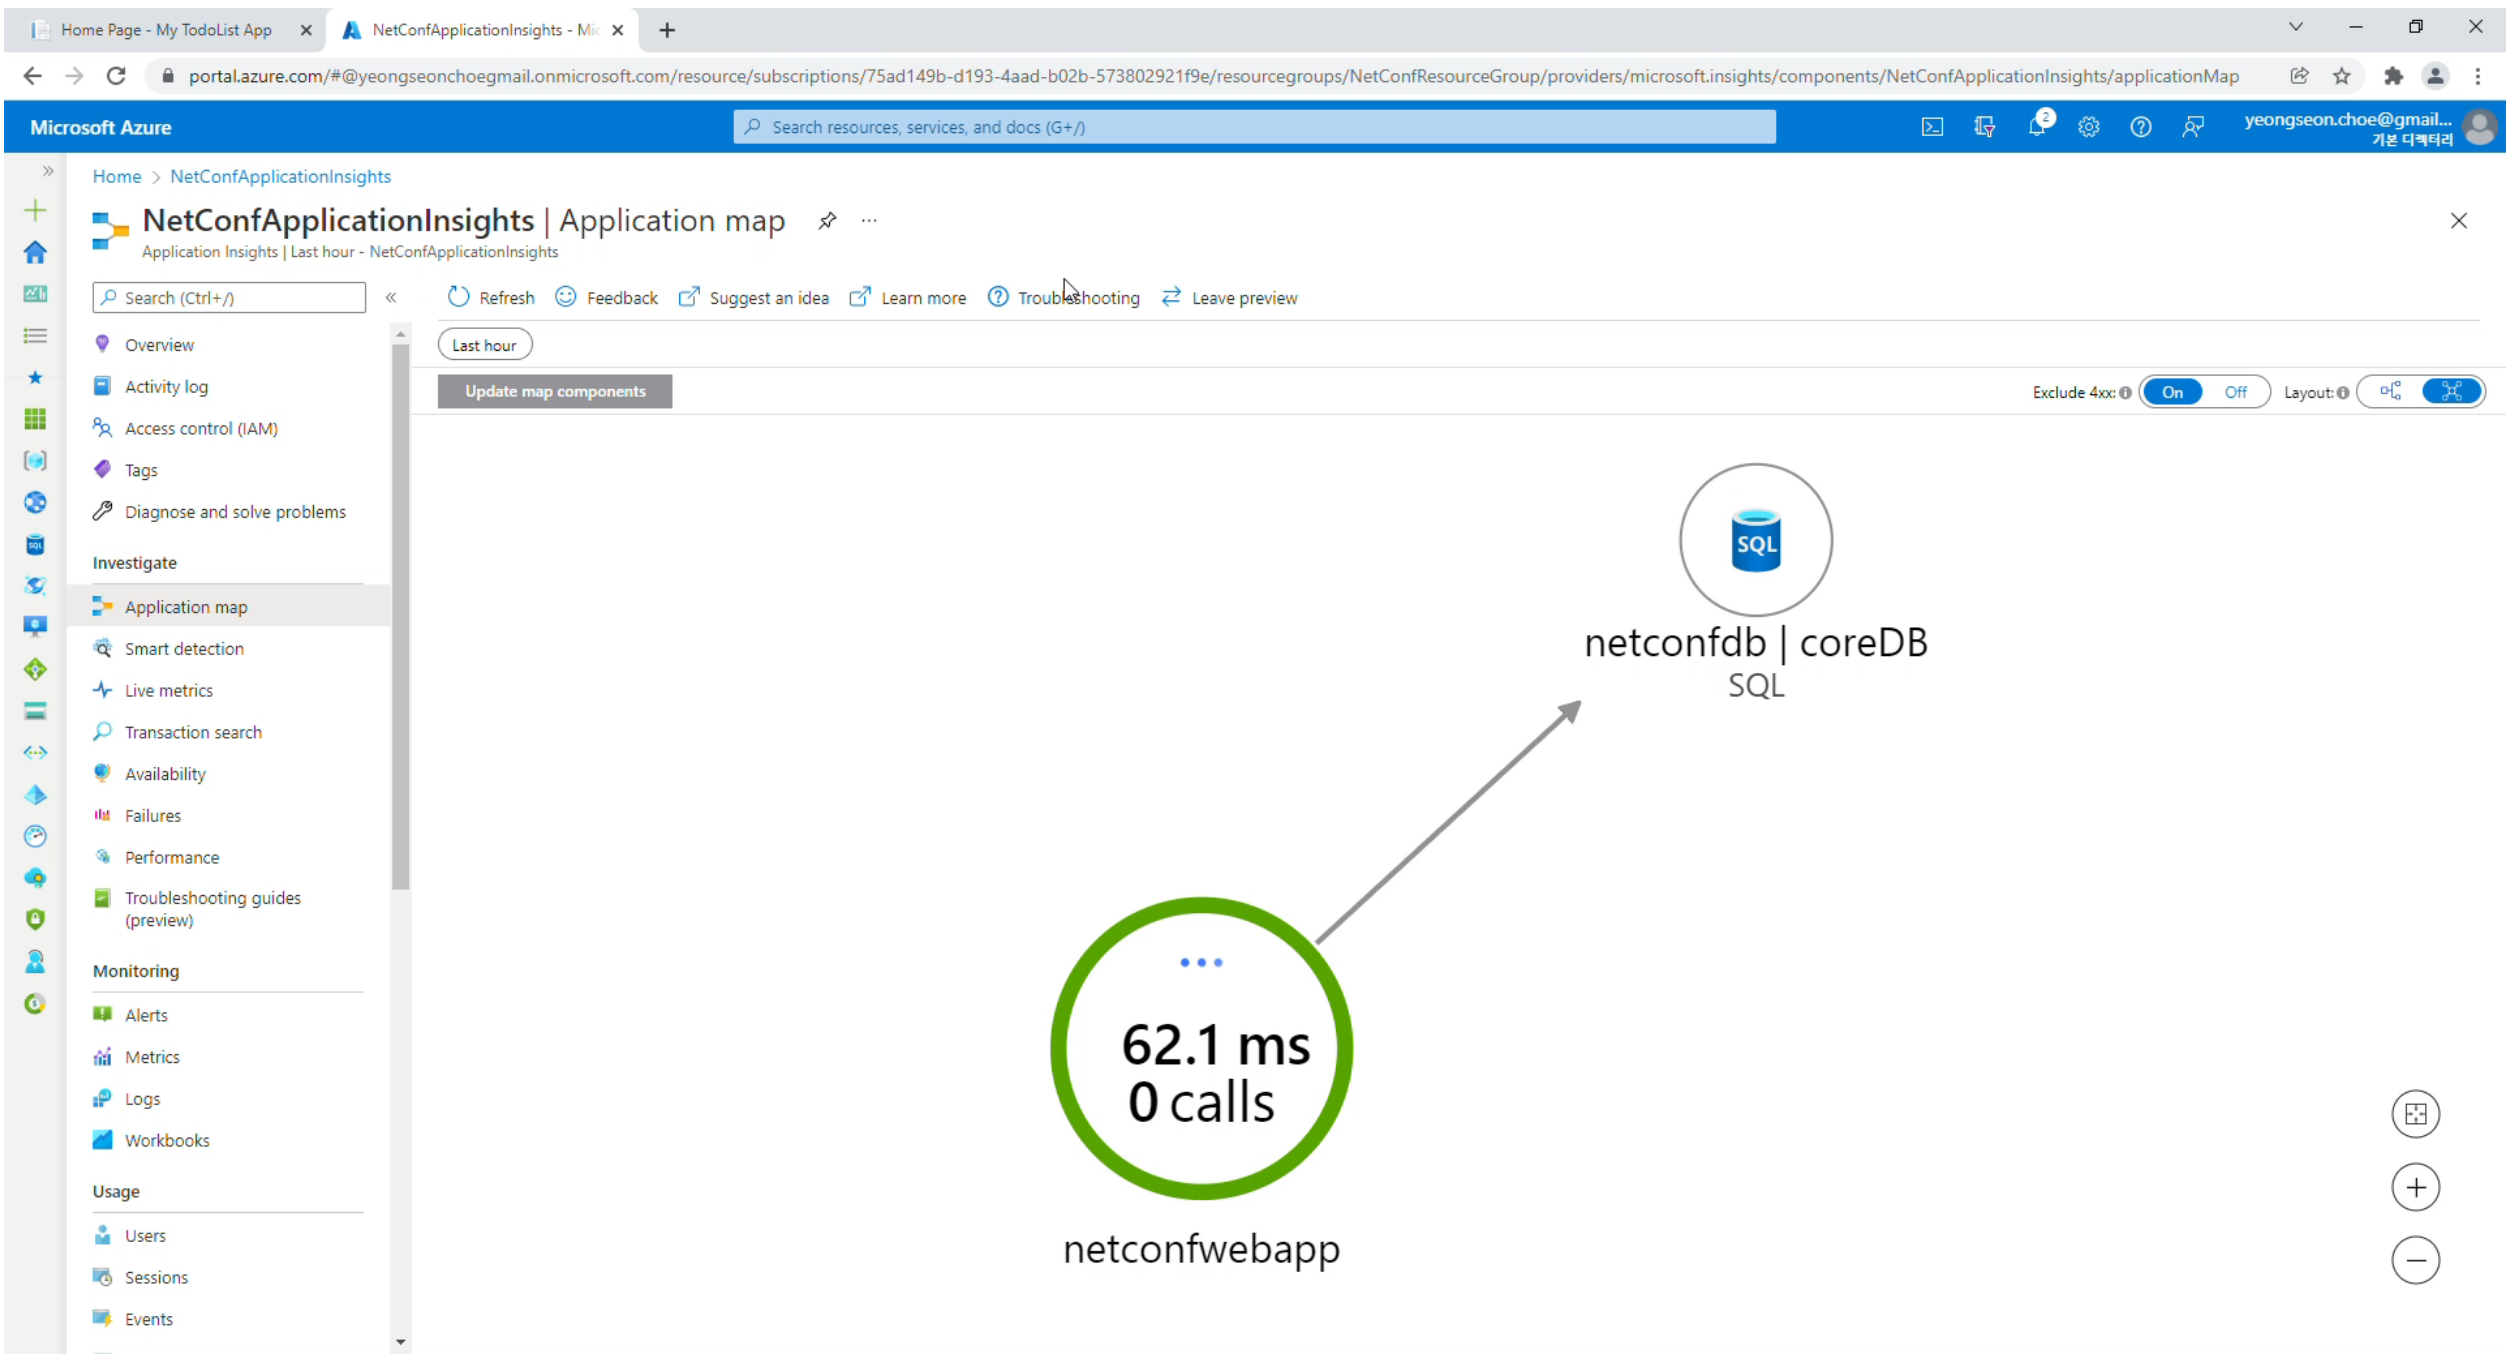 Home Page - My TodoList App
NetConfApplicationInsights - Mic
portal.azure.com/#@yeongseonchoegmail.onmicrosoft.com/resource/subscriptions/75ad149b-d193-4aad-b02b-573802921f9e/resourcegroups/NetConfResourceGroup/providers/microsoft.insights/components/NetConfApplicationInsights/applicationMap
Microsoft Azure
Search resources, services, and docs (G+/)
2
yeongseon.choe@gmail...
기본 디렉터리
Home > NetConfApplicationInsights
NetConfApplicationInsights | Application map
Application Insights | Last hour - NetConfApplicationInsights
Search (Ctrl+/)
Refresh
Feedback
Suggest an idea
Learn more
Troubleshooting
Leave preview
Last hour
Update map components
Exclude 4xx:
On
Off
Layout:
Overview
Activity log
Access control (IAM)
Tags
Diagnose and solve problems
Investigate
Application map
Smart detection
Live metrics
Transaction search
Availability
Failures
Performance
Troubleshooting guides
(preview)
Monitoring
Alerts
Metrics
Logs
Workbooks
Usage
Users
Sessions
Events
SQL
SQL
netconfdb | coreDB
SQL
62.1 ms
0 calls
netconfwebapp